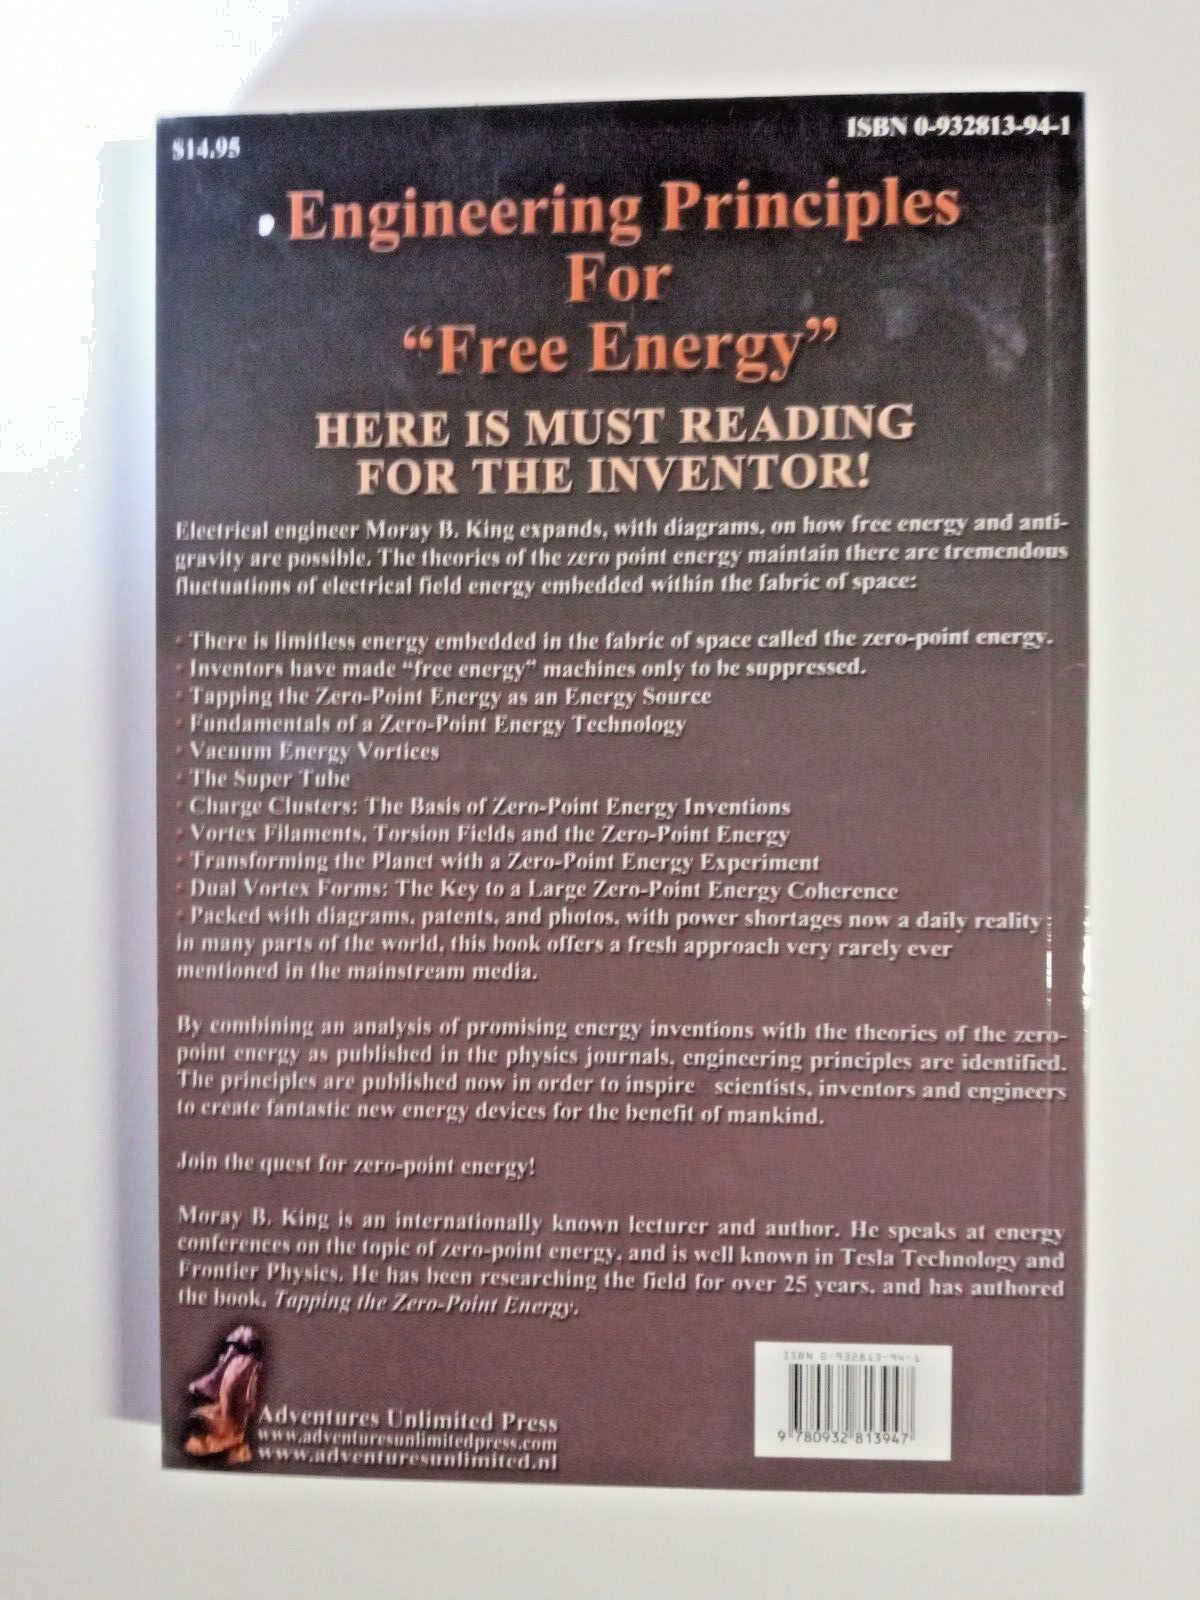 $14.95
ISBN 0-932813-94-1
Engineering Principles
For
“Free Energy”
HERE IS MUST READING
FOR THE INVENTOR!
Electrical engineer Moray B. King expands, with diagrams, on how free energy and anti-
gravity are possible. The theories of the zero point energy maintain there are tremendous
fluctuations of electrical field energy embedded within the fabric of space:
• There is limitless energy embedded in the fabric of space called the zero-point energy.
• Inventors have made “free energy” machines only to be suppressed.
• Tapping the Zero-Point Energy as an Energy Source
• Fundamentals of a Zero-Point Energy Technology
• Vacuum Energy Vortices
• The Super Tube
• Charge Clusters: The Basis of Zero-Point Energy Inventions
• Vortex Filaments, Torsion Fields and the Zero-Point Energy
• Transforming the Planet with a Zero-Point Energy Experiment
• Dual Vortex Forms: The Key to a Large Zero-Point Energy Coherence
• Packed with diagrams, patents, and photos, with power shortages now a daily reality
in many parts of the world, this book offers a fresh approach very rarely ever
mentioned in the mainstream media.
By combining an analysis of promising energy inventions with the theories of the zero-
point energy as published in the physics journals, engineering principles are identified.
The principles are published now in order to inspire scientists, inventors and engineers
to create fantastic new energy devices for the benefit of mankind.
Join the quest for zero-point energy!
Moray B. King is an internationally known lecturer and author. He speaks at energy
conferences on the topic of zero-point energy, and is well known in Tesla Technology and
Frontier Physics. He has been researching the field for over 25 years, and has authored
the book, Tapping the Zero-Point Energy.
Adventures Unlimited Press
www.adventuresunlimitedpress.com
www.adventuresunlimited.nl
ISBN 0-932813-94-1
9 780932 813947